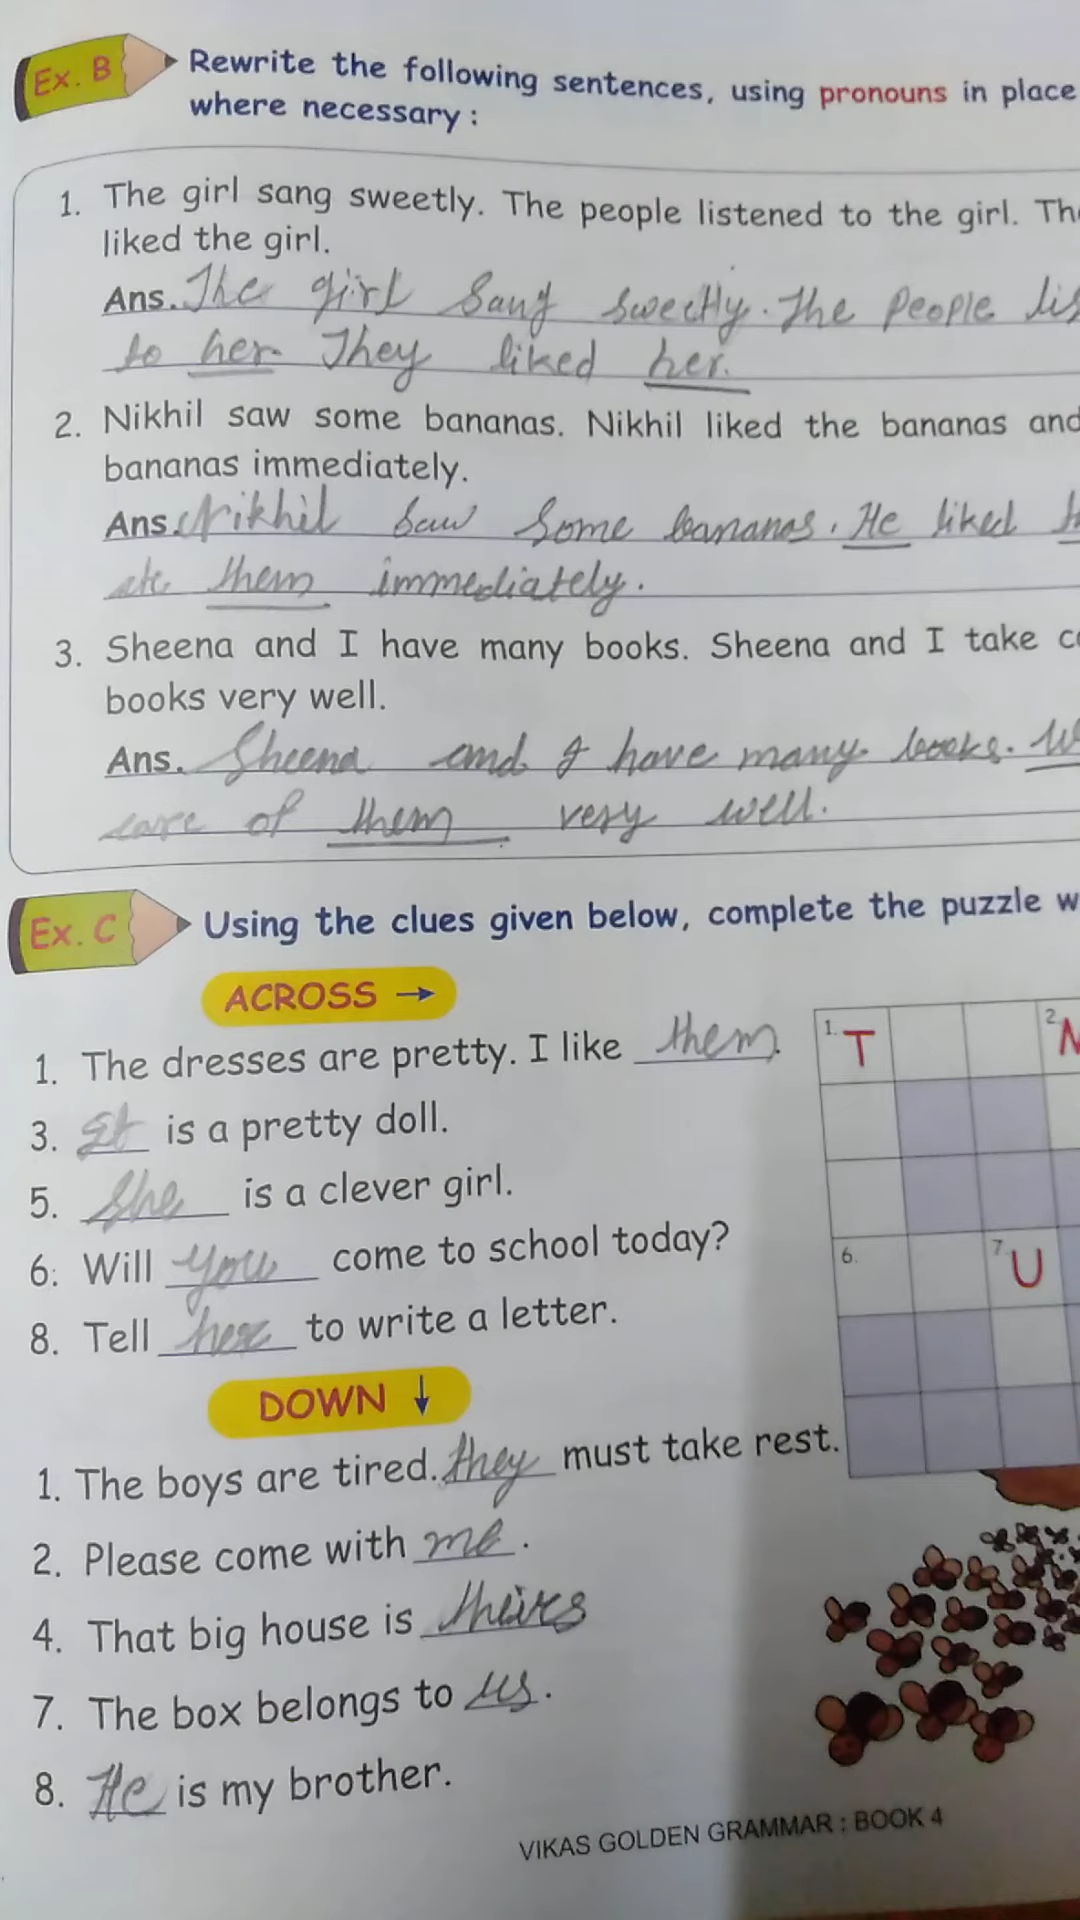 Ex. B
Rewrite the following sentences, using pronouns in place
where necessary :
1. The girl sang sweetly. The people listened to the girl. Th
liked the girl.
Ans. The girl Sang sweetly. The People lis
to her. They liked her.
2. Nikhil saw some bananas. Nikhil liked the bananas and
bananas immediately.
Ans. Nikhil Saw Some bananas. He liked
ate them immediately.
3. Sheena and I have many books. Sheena and I take c
books very well.
Ans. Sheena and I have many books. W
care of them very well.
Ex. C
Using the clues given below, complete the puzzle w
ACROSS →
1. The dresses are pretty. I like them.
3. It is a pretty doll.
5. She is a clever girl.
6. Will you come to school today?
8. Tell her to write a letter.
DOWN ↓
1. The boys are tired. they must take rest.
2. Please come with me.
4. That big house is theirs
7. The box belongs to us.
8. He is my brother.
1. T 2. M
6. 7. U
VIKAS GOLDEN GRAMMAR : BOOK 4